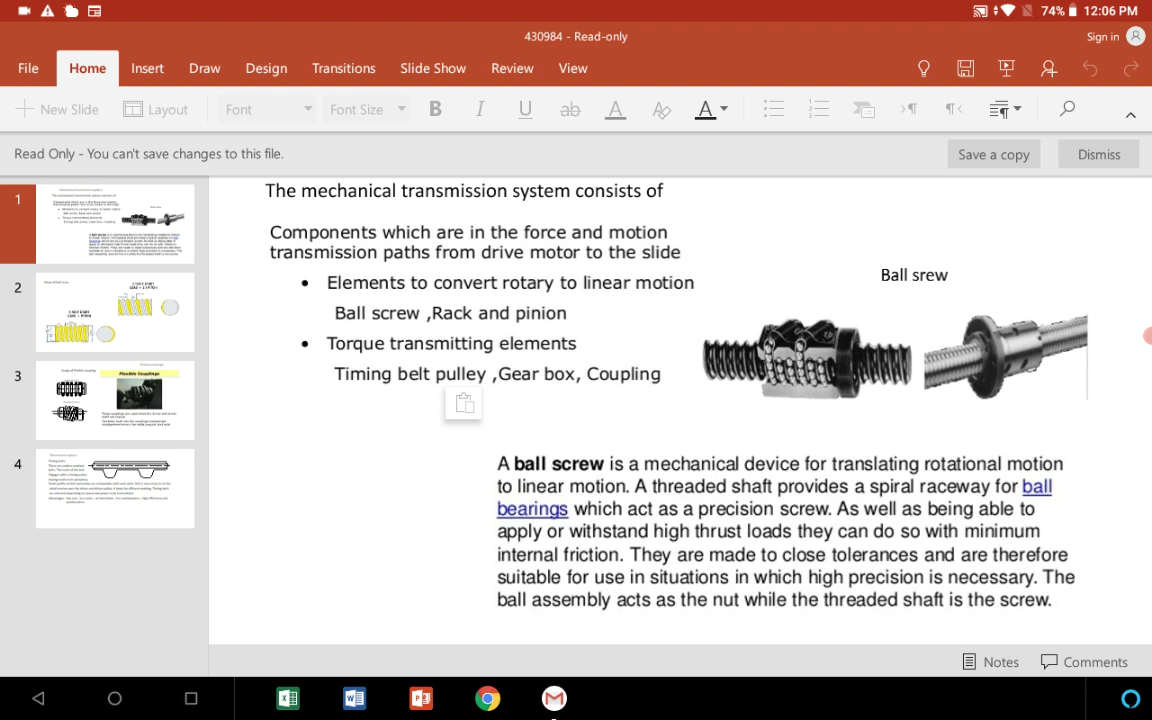 74% 12:06 PM
430984 - Read-only
Sign in
File Home Insert Draw Design Transitions Slide Show Review View
New Slide Layout Font Font Size B I U ab A A
Read Only - You can't save changes to this file.
Save a copy Dismiss
1
2
3
4
Flexible Couplings
The mechanical transmission system consists of
Components which are in the force and motion
transmission paths from drive motor to the slide
• Elements to convert rotary to linear motion
Ball screw ,Rack and pinion
• Torque transmitting elements
Timing belt pulley ,Gear box, Coupling
Ball srew
A ball screw is a mechanical device for translating rotational motion
to linear motion. A threaded shaft provides a spiral raceway for ball
bearings which act as a precision screw. As well as being able to
apply or withstand high thrust loads they can do so with minimum
internal friction. They are made to close tolerances and are therefore
suitable for use in situations in which high precision is necessary. The
ball assembly acts as the nut while the threaded shaft is the screw.
Notes Comments